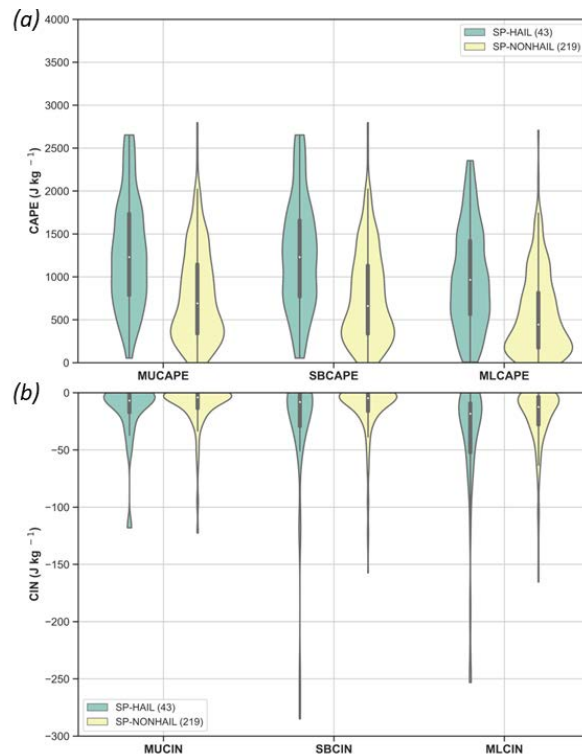 (a)
SP-HAIL (43)
SP-NONHAIL (219)
4000
3500
3000
2500
2000
1500
1000
500
0
CAPE (J kg⁻¹)
MUCAPE SBCAPE MLCAPE
(b)
0
−50
−100
−150
−200
−250
−300
CIN (J kg⁻¹)
SP-HAIL (43)
SP-NONHAIL (219)
MUCIN SBCIN MLCIN